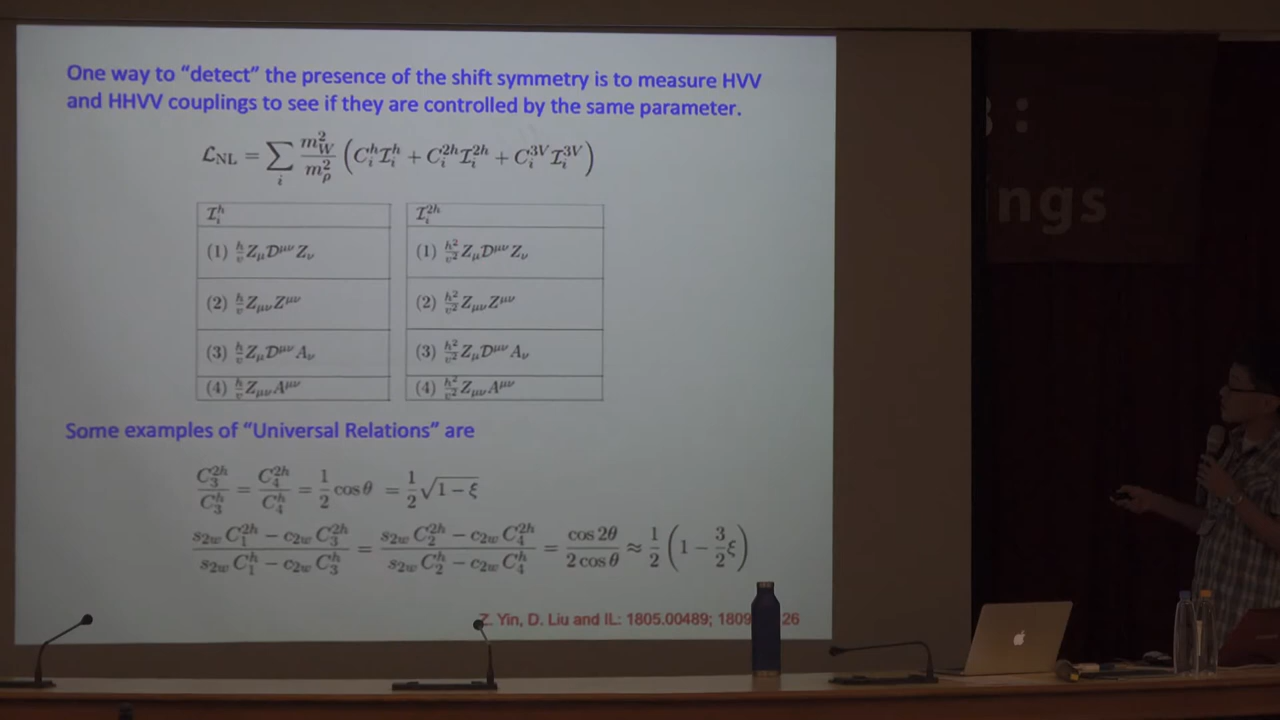 One way to “detect” the presence of the shift symmetry is to measure HVV
and HHVV couplings to see if they are controlled by the same parameter.
$\mathcal{L}_{\rm NL} = \sum_i \frac{m_W^2}{m_\rho^2} \left( C_i^h \mathcal{I}_i^h + C_i^{2h} \mathcal{I}_i^{2h} + C_i^{3V} \mathcal{I}_i^{3V} \right)$
$\mathcal{I}_i^h$ $\mathcal{I}_i^{2h}$
(1) $\frac{h}{v} Z_\mu \mathcal{D}^{\mu\nu} Z_\nu$ (1) $\frac{h^2}{v^2} Z_\mu \mathcal{D}^{\mu\nu} Z_\nu$
(2) $\frac{h}{v} Z_{\mu\nu} Z^{\mu\nu}$ (2) $\frac{h^2}{v^2} Z_{\mu\nu} Z^{\mu\nu}$
(3) $\frac{h}{v} Z_\mu \mathcal{D}^{\mu\nu} A_\nu$ (3) $\frac{h^2}{v^2} Z_\mu \mathcal{D}^{\mu\nu} A_\nu$
(4) $\frac{h}{v} Z_{\mu\nu} A^{\mu\nu}$ (4) $\frac{h^2}{v^2} Z_{\mu\nu} A^{\mu\nu}$
Some examples of “Universal Relations” are
$\frac{C_3^{2h}}{C_3^h} = \frac{C_4^{2h}}{C_4^h} = \frac{1}{2} \cos\theta = \frac{1}{2} \sqrt{1-\xi}$
$\frac{s_{2w} C_1^{2h} - c_{2w} C_3^{2h}}{s_{2w} C_1^h - c_{2w} C_3^h} = \frac{s_{2w} C_2^{2h} - c_{2w} C_4^{2h}}{s_{2w} C_2^h - c_{2w} C_4^h} = \frac{\cos 2\theta}{2\cos\theta} \approx \frac{1}{2} \left( 1 - \frac{3}{2}\xi \right)$
Z. Yin, D. Liu and IL: 1805.00489; 1809 26
ngs